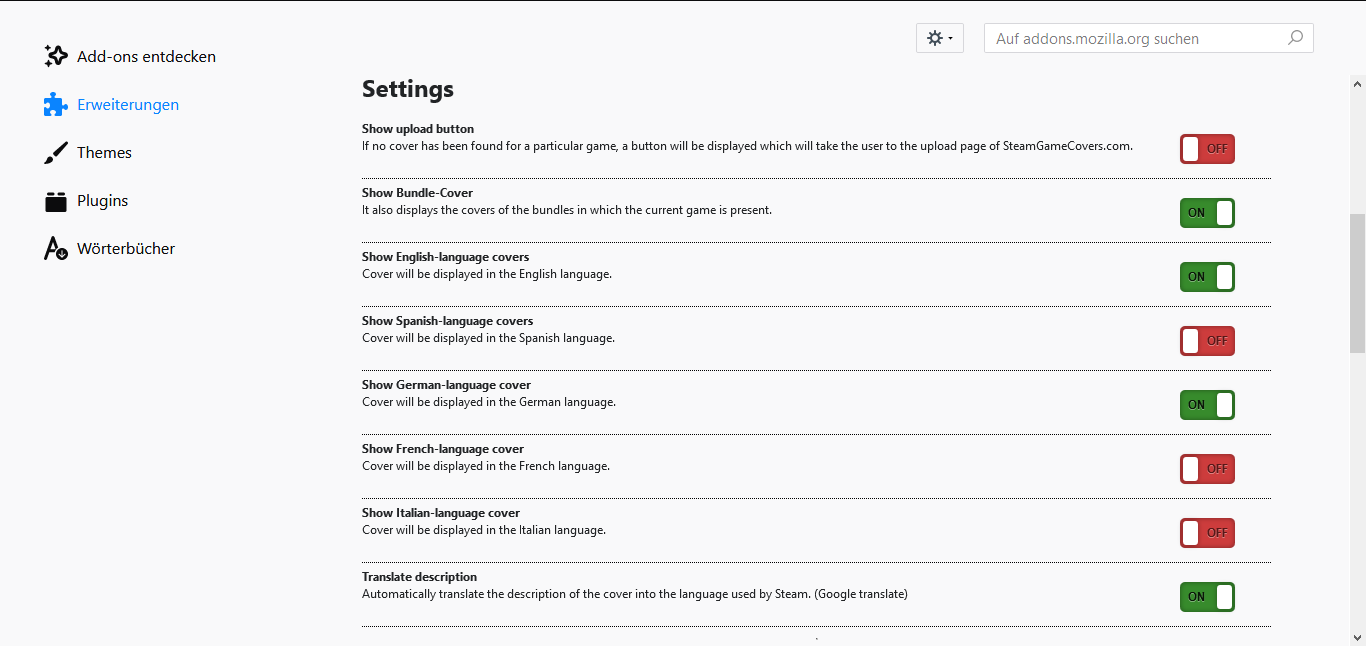 Auf addons.mozilla.org suchen
Add-ons entdecken
Erweiterungen
Themes
Plugins
Wörterbücher
Settings
Show upload button
If no cover has been found for a particular game, a button will be displayed which will take the user to the upload page of SteamGameCovers.com.
OFF
Show Bundle-Cover
It also displays the covers of the bundles in which the current game is present.
ON
Show English-language covers
Cover will be displayed in the English language.
ON
Show Spanish-language covers
Cover will be displayed in the Spanish language.
OFF
Show German-language cover
Cover will be displayed in the German language.
ON
Show French-language cover
Cover will be displayed in the French language.
OFF
Show Italian-language cover
Cover will be displayed in the Italian language.
OFF
Translate description
Automatically translate the description of the cover into the language used by Steam. (Google translate)
ON